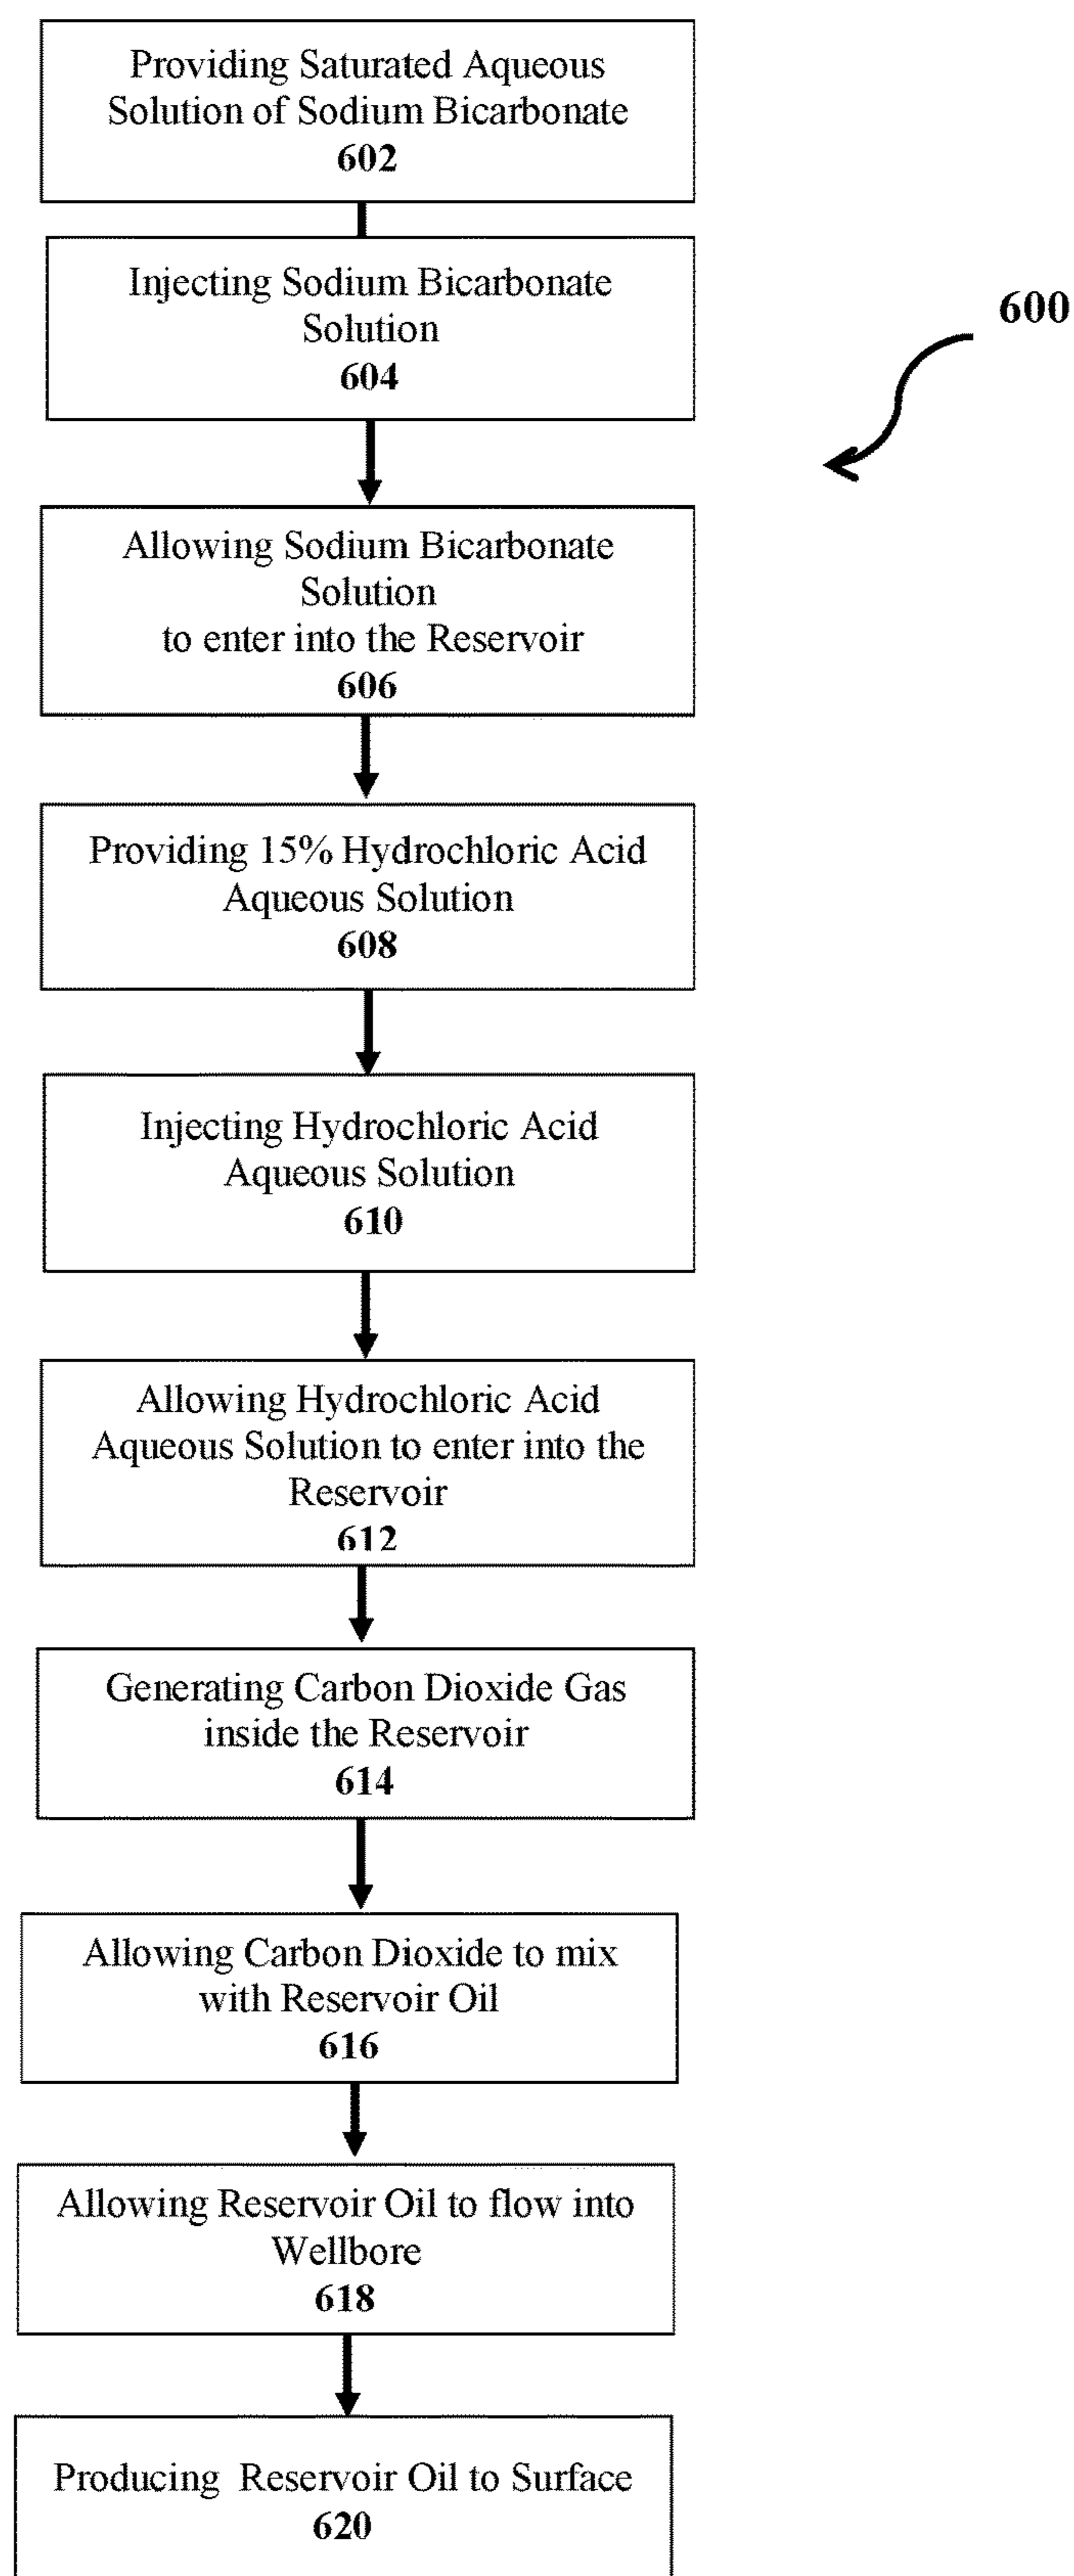 Providing Saturated Aqueous
Solution of Sodium Bicarbonate
602
Injecting Sodium Bicarbonate
Solution
604
600
Allowing Sodium Bicarbonate
Solution
to enter into the Reservoir
606
Providing 15% Hydrochloric Acid
Aqueous Solution
608
Injecting Hydrochloric Acid
Aqueous Solution
610
Allowing Hydrochloric Acid
Aqueous Solution to enter into the
Reservoir
612
Generating Carbon Dioxide Gas
inside the Reservoir
614
Allowing Carbon Dioxide to mix
with Reservoir Oil
616
Allowing Reservoir Oil to flow into
Wellbore
618
Producing Reservoir Oil to Surface
620